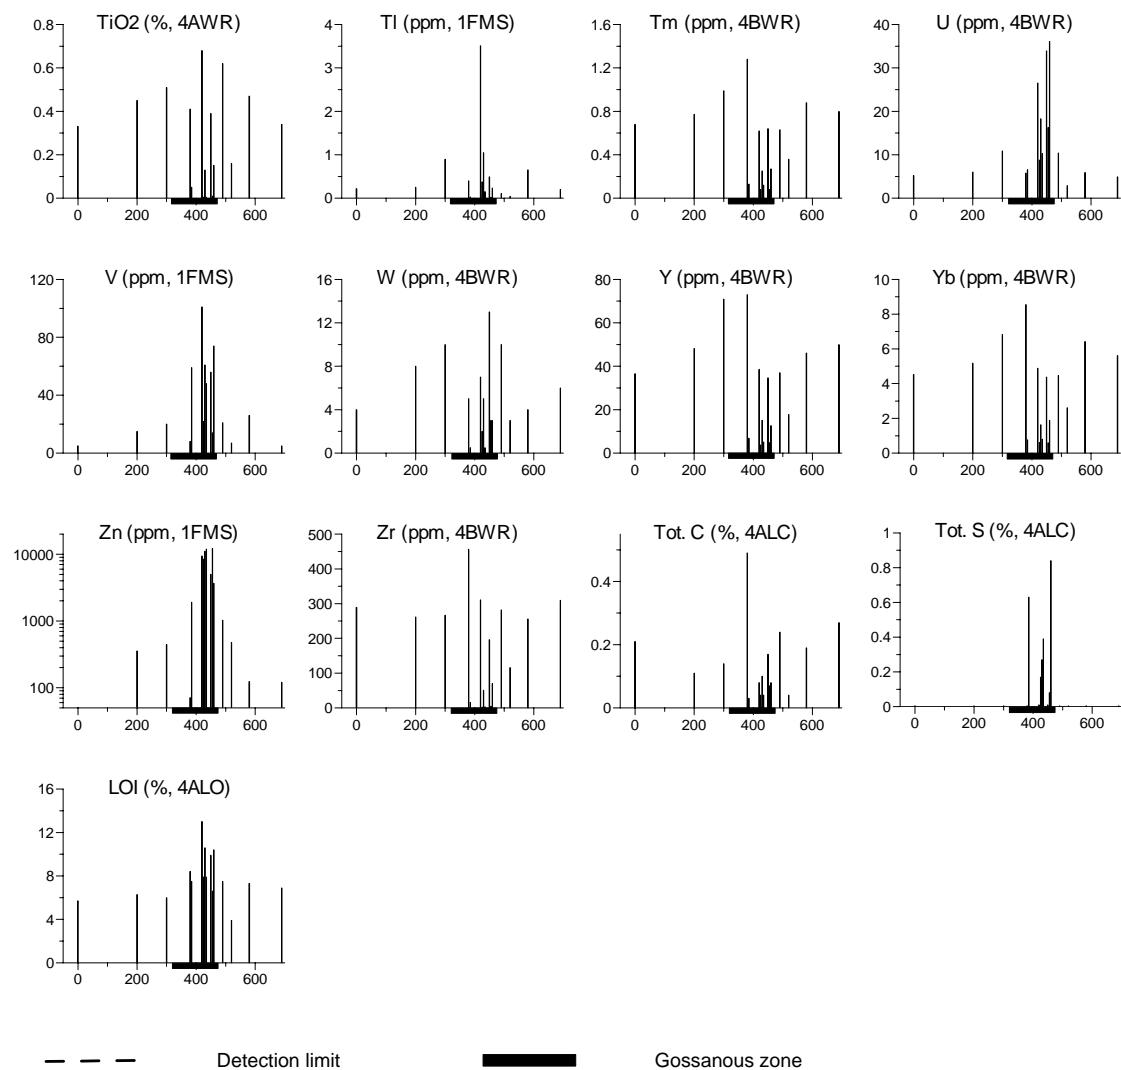 TiO2 (%, 4AWR)
0.8
0.6
0.4
0.2
0
0 200 400 600
Tl (ppm, 1FMS)
4
3
2
1
0
0 200 400 600
Tm (ppm, 4BWR)
1.6
1.2
0.8
0.4
0
0 200 400 600
U (ppm, 4BWR)
40
30
20
10
0
0 200 400 600
V (ppm, 1FMS)
120
80
40
0
0 200 400 600
W (ppm, 4BWR)
16
12
8
4
0
0 200 400 600
Y (ppm, 4BWR)
80
60
40
20
0
0 200 400 600
Yb (ppm, 4BWR)
10
8
6
4
2
0
0 200 400 600
Zn (ppm, 1FMS)
10000
1000
100
0 200 400 600
Zr (ppm, 4BWR)
500
400
300
200
100
0
0 200 400 600
Tot. C (%, 4ALC)
0.4
0.2
0
0 200 400 600
Tot. S (%, 4ALC)
1
0.8
0.6
0.4
0.2
0
0 200 400 600
LOI (%, 4ALO)
16
12
8
4
0
0 200 400 600
Detection limit
Gossanous zone